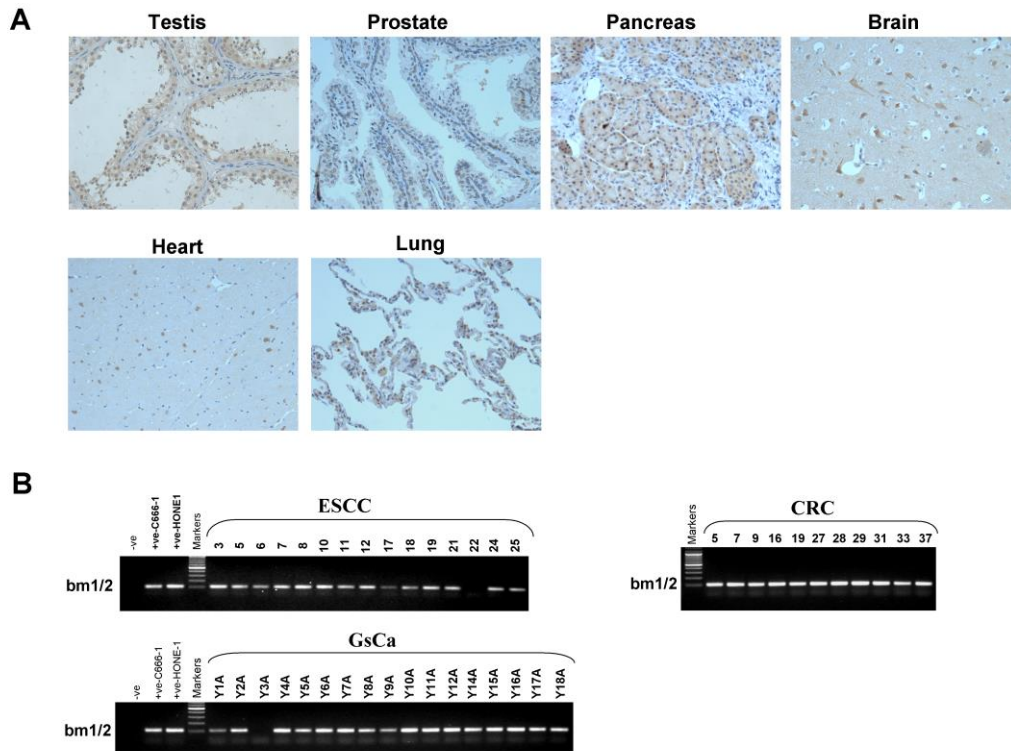 A
Testis Prostate Pancreas Brain
Heart Lung
B
ESCC
-ve +ve-C666-1 +ve-HONE1 Markers 3 5 6 7 8 10 11 12 17 18 19 21 22 24 25
bm1/2
CRC
Markers 5 7 9 16 19 27 28 29 31 33 37
bm1/2
GsCa
-ve +ve-C666-1 +ve-HONE-1 Markers Y1A Y2A Y3A Y4A Y5A Y6A Y7A Y8A Y9A Y10A Y11A Y12A Y14A Y15A Y16A Y17A Y18A
bm1/2